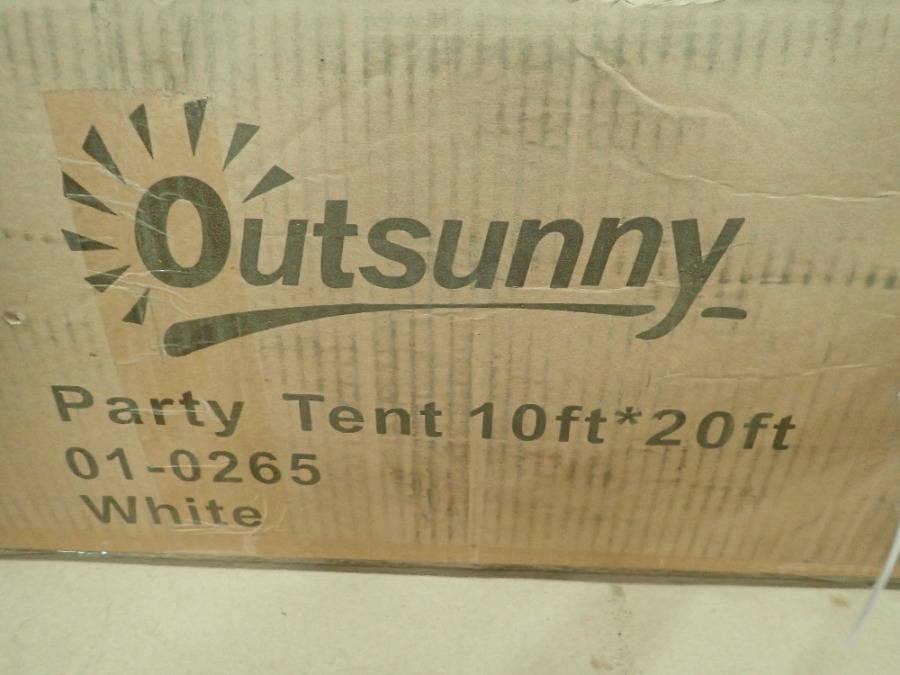 Outsunny
Party Tent 10ft*20ft
01-0265
White